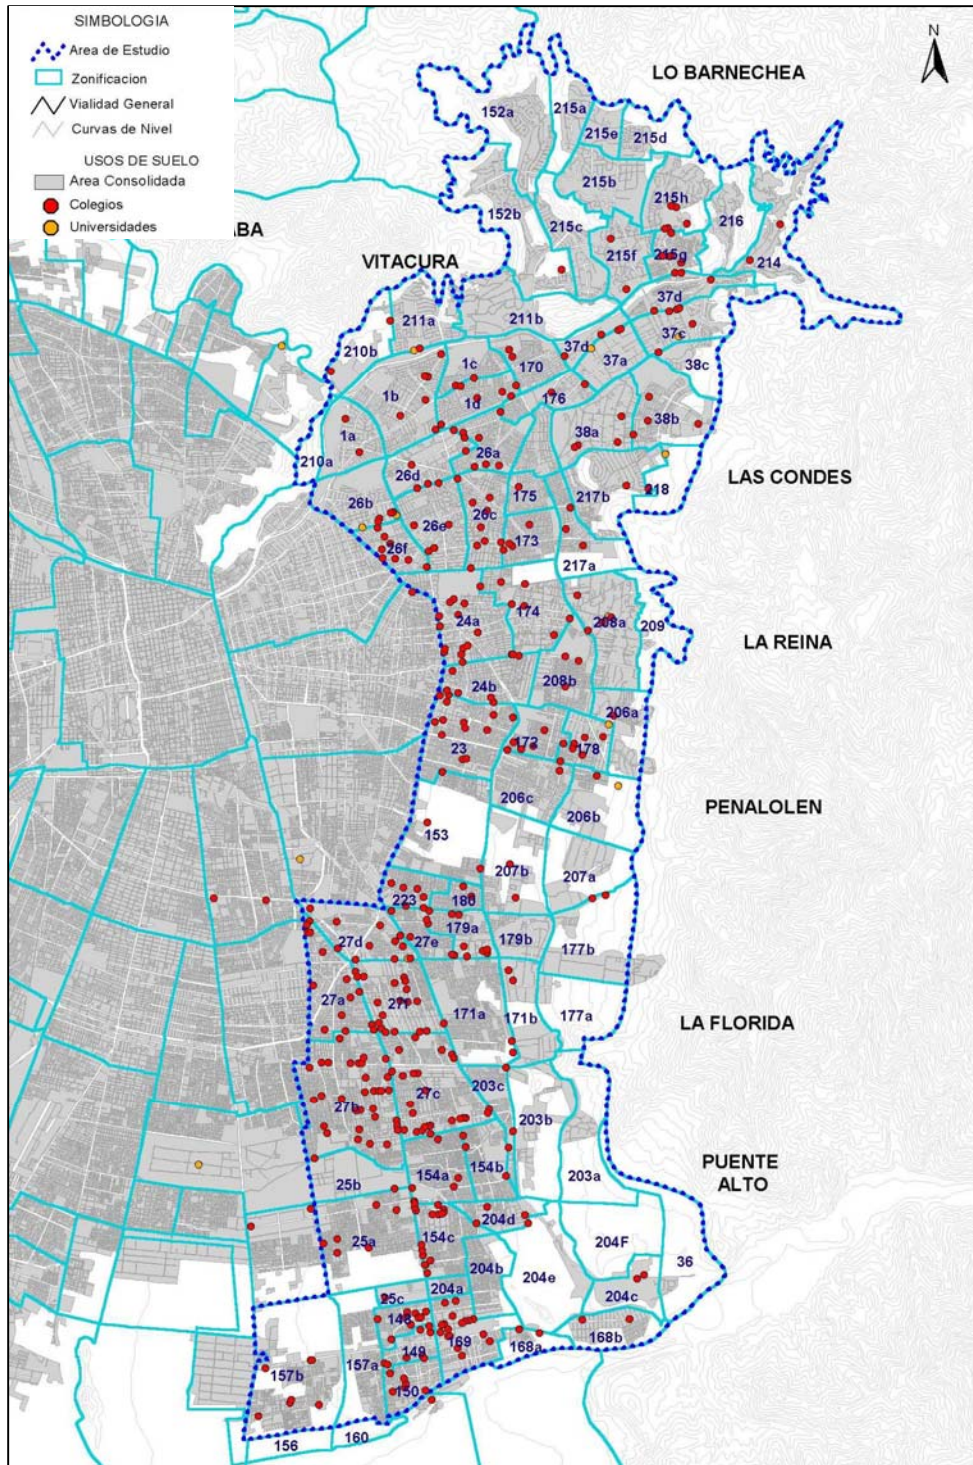 SIMBOLOGIA
Area de Estudio
Zonificacion
Vialidad General
Curvas de Nivel
USOS DE SUELO
Area Consolidada
Colegios
Universidades
N
LO BARNECHEA
152a
215a
215e
215d
215b
215h
152b
215c
216
ABA
215f
215g
214
VITACURA
37d
211a
211b
37c
210b
37d
37a
38c
1c
170
1b
1d
176
1a
38a
38b
26a
210a
26d
LAS CONDES
175
218
26b
217b
26c
26e
173
26f
217a
174
24a
208a
209
LA REINA
24b
208b
206a
23
172
178
206c
PENALOLEN
206b
153
207b
207a
223
180
179a
27d
27e
179b
177b
27a
27f
171a
171b
177a
LA FLORIDA
203c
27c
27b
203b
PUENTE
ALTO
154a
154b
203a
25b
204d
154c
25a
204F
204b
204e
36
204a
204c
25c
148
169
168a
168b
149
157a
157b
150
160
156